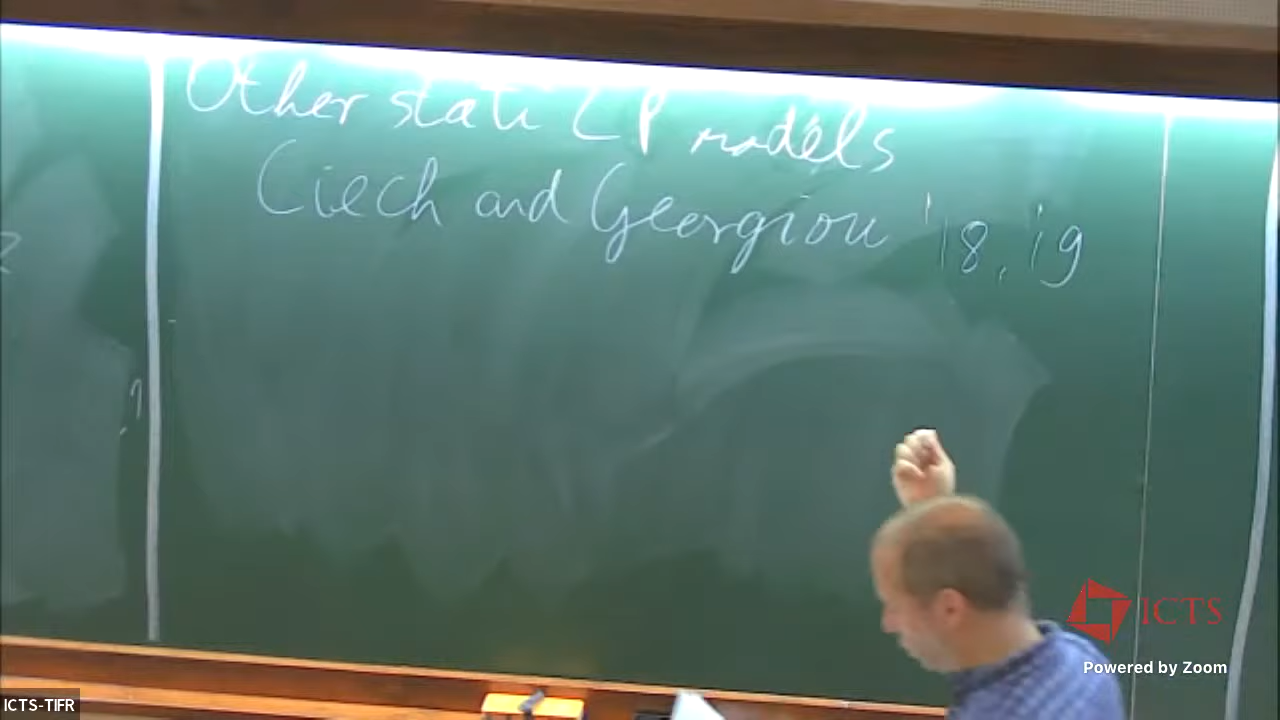 Other stati LP models
Ciech and Georgiou '18, '19
ICTS
Powered by Zoom
ICTS-TIFR